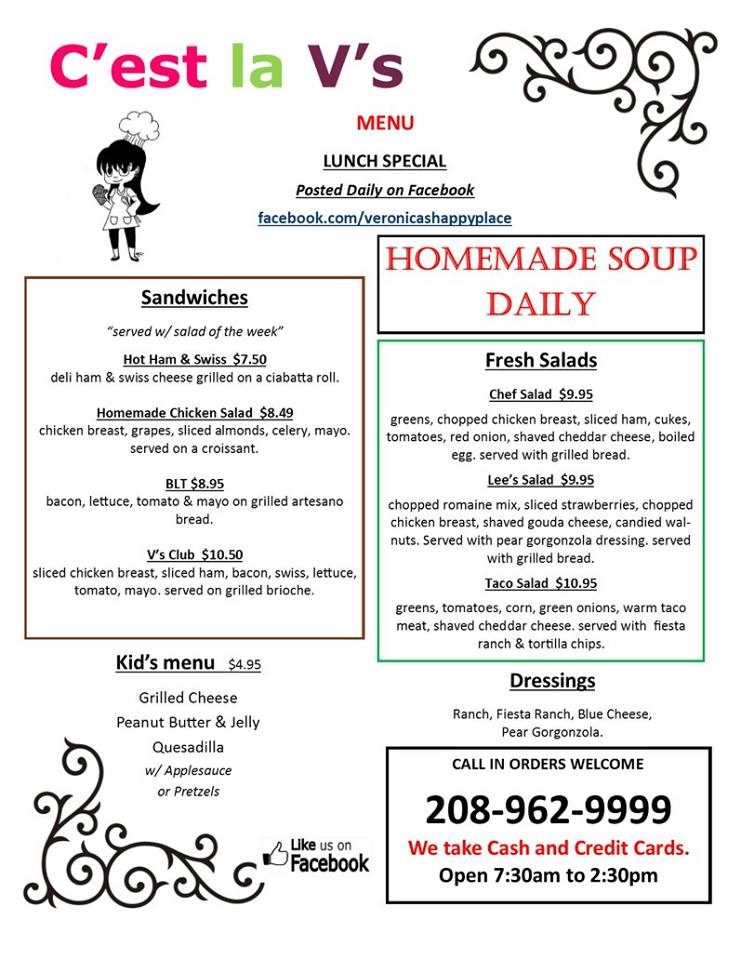 C'est la V's
MENU
LUNCH SPECIAL
Posted Daily on Facebook
facebook.com/veronicashappyplace
HOMEMADE SOUP
DAILY
Sandwiches
“served w/ salad of the week”
Hot Ham & Swiss $7.50
deli ham & swiss cheese grilled on a ciabatta roll.
Homemade Chicken Salad $8.49
chicken breast, grapes, sliced almonds, celery, mayo.
served on a croissant.
BLT $8.95
bacon, lettuce, tomato & mayo on grilled artesano
bread.
V's Club $10.50
sliced chicken breast, sliced ham, bacon, swiss, lettuce,
tomato, mayo. served on grilled brioche.
Fresh Salads
Chef Salad $9.95
greens, chopped chicken breast, sliced ham, cukes,
tomatoes, red onion, shaved cheddar cheese, boiled
egg. served with grilled bread.
Lee's Salad $9.95
chopped romaine mix, sliced strawberries, chopped
chicken breast, shaved gouda cheese, candied wal-
nuts. Served with pear gorgonzola dressing. served
with grilled bread.
Taco Salad $10.95
greens, tomatoes, corn, green onions, warm taco
meat, shaved cheddar cheese. served with fiesta
ranch & tortilla chips.
Kid's menu $4.95
Grilled Cheese
Peanut Butter & Jelly
Quesadilla
w/ Applesauce
or Pretzels
Dressings
Ranch, Fiesta Ranch, Blue Cheese,
Pear Gorgonzola.
Like us on
Facebook
CALL IN ORDERS WELCOME
208-962-9999
We take Cash and Credit Cards.
Open 7:30am to 2:30pm